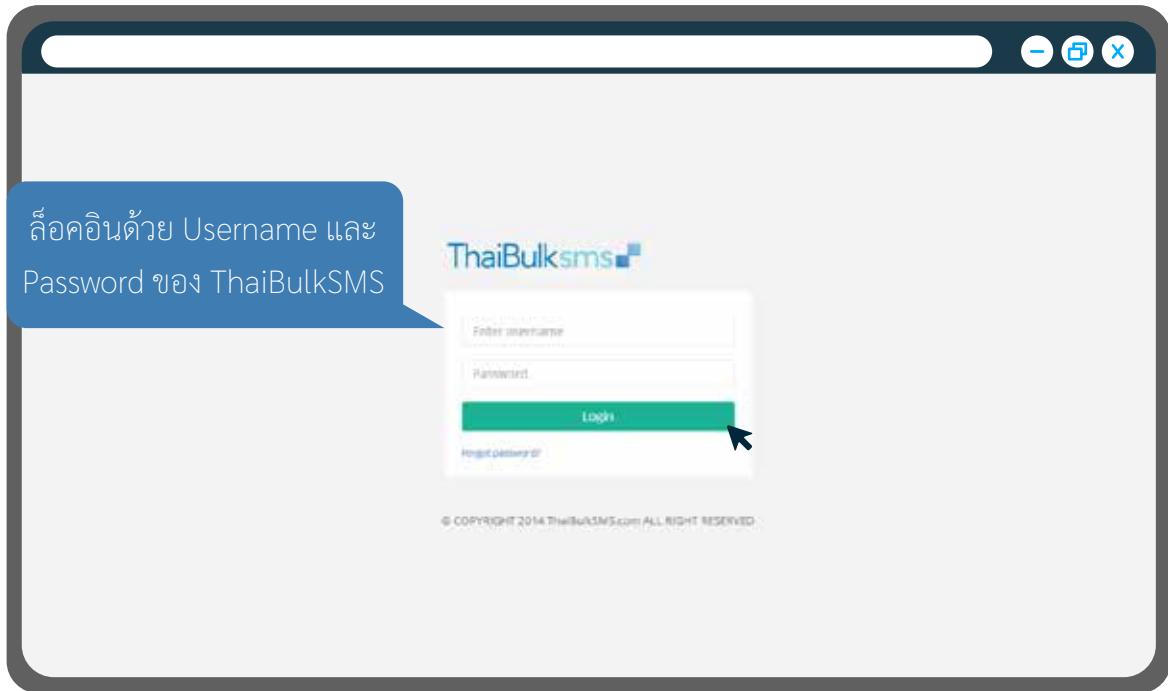 ล็อคอินด้วย Username และ
Password ของ ThaiBulkSMS
ThaiBulksms
Enter username
Password
Login
Forgot password?
© COPYRIGHT 2014 ThaiBulkSMS.com ALL RIGHT RESERVED